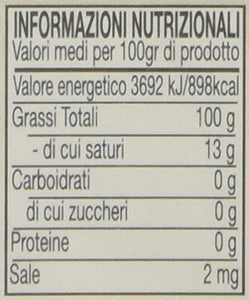 INFORMAZIONI NUTRIZIONALI
Valori medi per 100gr di prodotto
Valore energetico 3692 kJ/898kcal
Grassi Totali 100 g
- di cui saturi 13 g
Carboidrati 0 g
di cui zuccheri 0 g
Proteine 0 g
Sale 2 mg